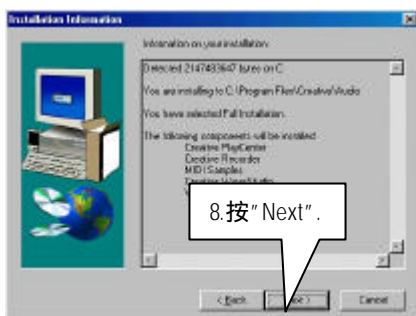 Installation Information
Information on your installation:
Detected 2147483647 bytes on C
You are installing to C:\Program Files\Creative\Audio
You have selected Full Installation.
The following components will be installed
Creative PlayCenter
Creative Recorder
MIDI Samples
Creative
8.按"Next".
< Back
Cancel